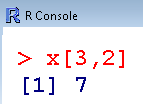 R Console
> x[3,2]
[1] 7